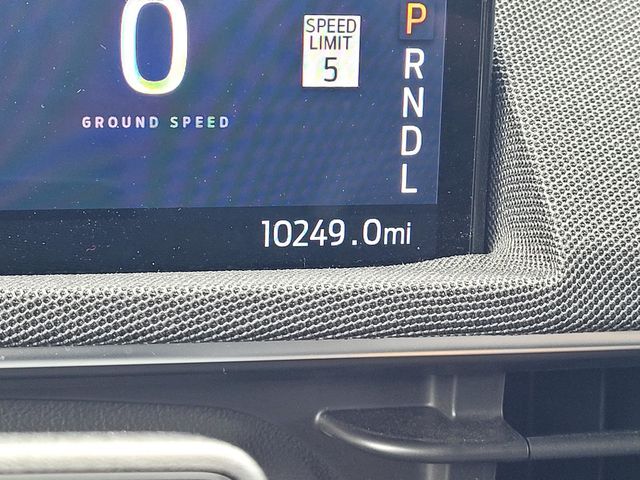 0
GROUND SPEED
SPEED
LIMIT
5
P
R
N
D
L
10249.0mi